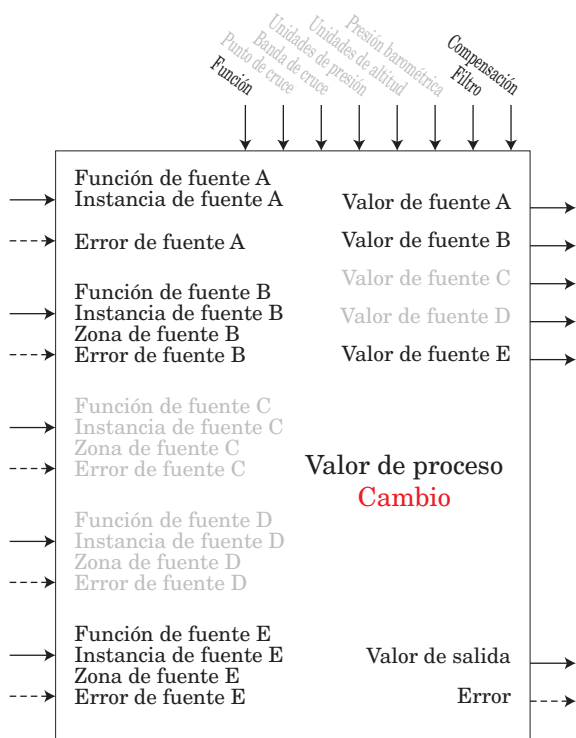 Función
Punto de cruce
Banda de cruce
Unidades de presión
Unidades de altitud
Presión barométrica
Filtro
Compensación
Función de fuente A
Instancia de fuente A
Error de fuente A
Función de fuente B
Instancia de fuente B
Zona de fuente B
Error de fuente B
Función de fuente C
Instancia de fuente C
Zona de fuente C
Error de fuente C
Función de fuente D
Instancia de fuente D
Zona de fuente D
Error de fuente D
Función de fuente E
Instancia de fuente E
Zona de fuente E
Error de fuente E
Valor de fuente A
Valor de fuente B
Valor de fuente C
Valor de fuente D
Valor de fuente E
Valor de proceso
Cambio
Valor de salida
Error